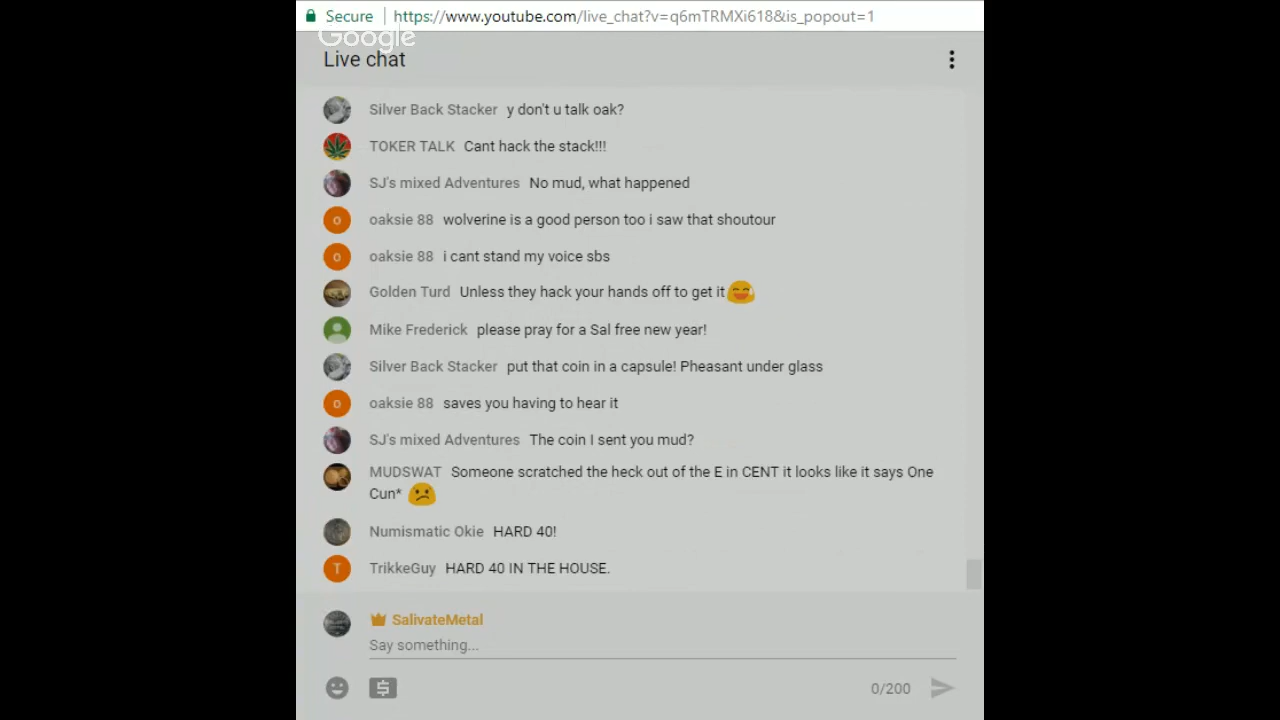 Secure https://www.youtube.com/live_chat?v=q6mTRMXi618&is_popout=1
Google
Live chat
Silver Back Stacker y don't u talk oak?
TOKER TALK Cant hack the stack!!!
SJ's mixed Adventures No mud, what happened
o oaksie 88 wolverine is a good person too i saw that shoutour
o oaksie 88 i cant stand my voice sbs
Golden Turd Unless they hack your hands off to get it
Mike Frederick please pray for a Sal free new year!
Silver Back Stacker put that coin in a capsule! Pheasant under glass
o oaksie 88 saves you having to hear it
SJ's mixed Adventures The coin I sent you mud?
MUDSWAT Someone scratched the heck out of the E in CENT it looks like it says One
Cun*
Numismatic Okie HARD 40!
T TrikkeGuy HARD 40 IN THE HOUSE.
SalivateMetal
Say something...
$ 0/200